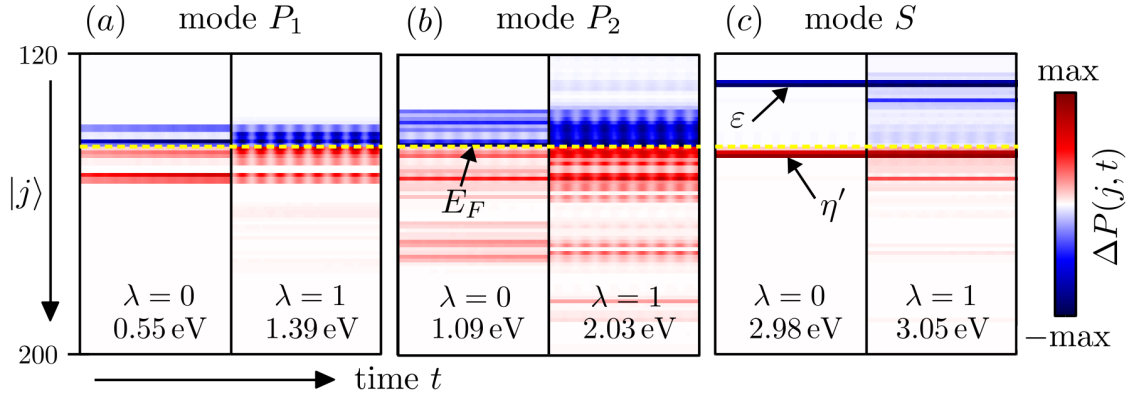 (a) mode P₁
(b) mode P₂
(c) mode S
120
|j⟩
200
E_F
ε
η′
λ = 0
0.55 eV
λ = 1
1.39 eV
λ = 0
1.09 eV
λ = 1
2.03 eV
λ = 0
2.98 eV
λ = 1
3.05 eV
time t
max
ΔP(j, t)
−max